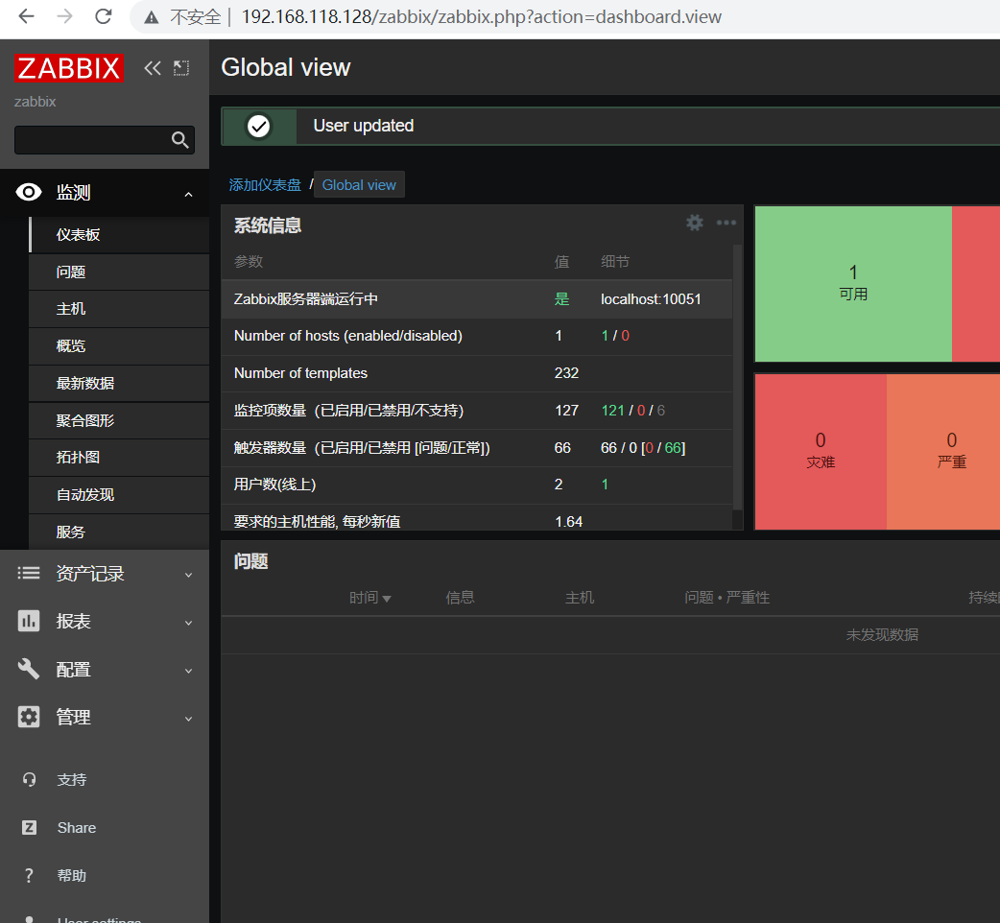 不安全 | 192.168.118.128/zabbix/zabbix.php?action=dashboard.view
ZABBIX
zabbix
监测
仪表板
问题
主机
概览
最新数据
聚合图形
拓扑图
自动发现
服务
资产记录
报表
配置
管理
支持
Z Share
? 帮助
User settings
Global view
User updated
添加仪表盘 / Global view
系统信息
参数 值 细节
Zabbix服务器端运行中 是 localhost:10051
Number of hosts (enabled/disabled) 1 1 / 0
Number of templates 232
监控项数量（已启用/已禁用/不支持) 127 121 / 0 / 6
触发器数量（已启用/已禁用 [问题/正常]) 66 66 / 0 [0 / 66]
用户数(线上) 2 1
要求的主机性能, 每秒新值 1.64
1
可用
0
灾难
0
严重
问题
时间 信息 主机 问题 • 严重性 持续
未发现数据